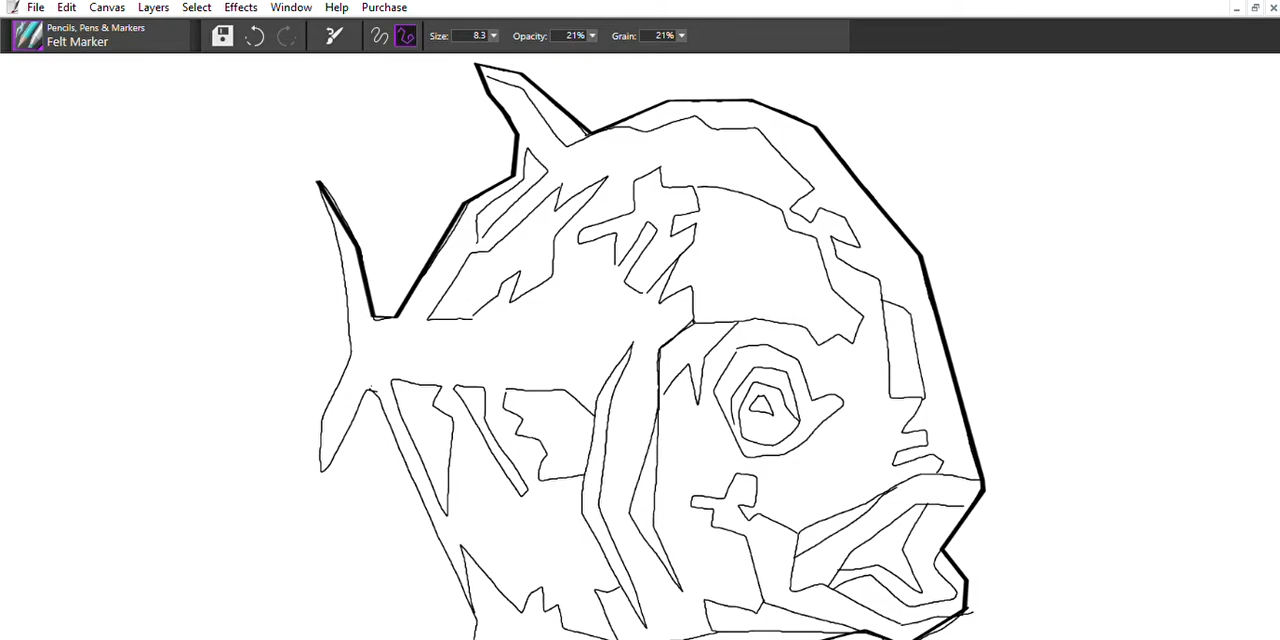 File Edit Canvas Layers Select Effects Window Help Purchase
Pencils, Pens & Markers
Felt Marker
Size: 8.3 Opacity: 21% Grain: 21%